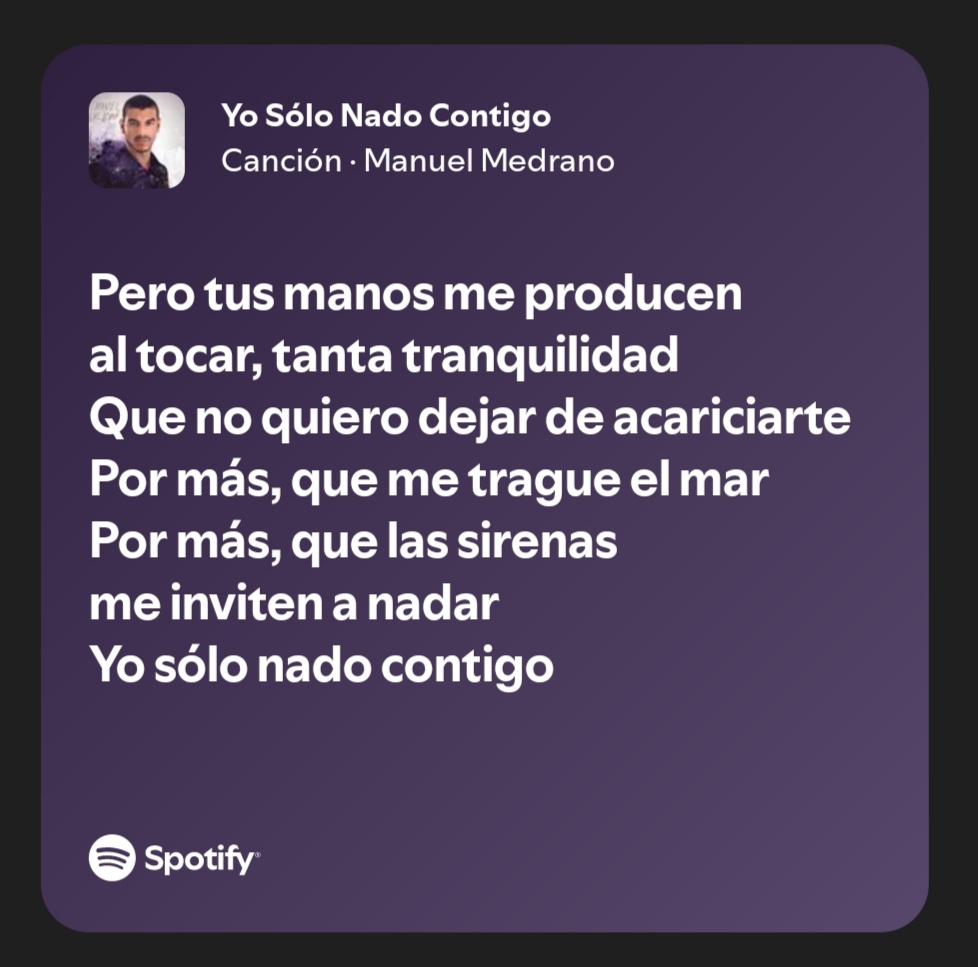 Yo Sólo Nado Contigo
Canción · Manuel Medrano
Pero tus manos me producen
al tocar, tanta tranquilidad
Que no quiero dejar de acariciarte
Por más, que me trague el mar
Por más, que las sirenas
me inviten a nadar
Yo sólo nado contigo
Spotify®